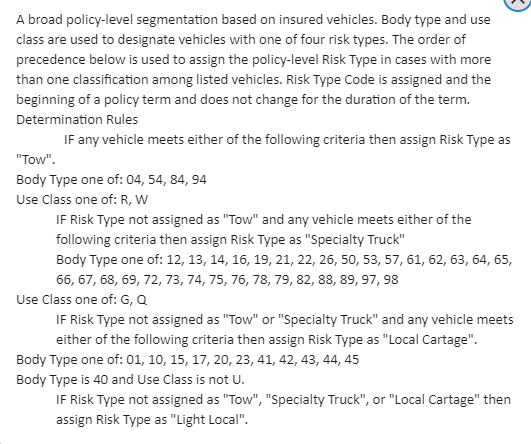 A broad policy-level segmentation based on insured vehicles. Body type and use
class are used to designate vehicles with one of four risk types. The order of
precedence below is used to assign the policy-level Risk Type in cases with more
than one classification among listed vehicles. Risk Type Code is assigned and the
beginning of a policy term and does not change for the duration of the term.
Determination Rules
IF any vehicle meets either of the following criteria then assign Risk Type as
"Tow".
Body Type one of: 04, 54, 84, 94
Use Class one of: R, W
IF Risk Type not assigned as "Tow" and any vehicle meets either of the
following criteria then assign Risk Type as "Specialty Truck"
Body Type one of: 12, 13, 14, 16, 19, 21, 22, 26, 50, 53, 57, 61, 62, 63, 64, 65,
66, 67, 68, 69, 72, 73, 74, 75, 76, 78, 79, 82, 88, 89, 97, 98
Use Class one of: G, Q
IF Risk Type not assigned as "Tow" or "Specialty Truck" and any vehicle meets
either of the following criteria then assign Risk Type as "Local Cartage".
Body Type one of: 01, 10, 15, 17, 20, 23, 41, 42, 43, 44, 45
Body Type is 40 and Use Class is not U.
IF Risk Type not assigned as "Tow", "Specialty Truck", or "Local Cartage" then
assign Risk Type as "Light Local".